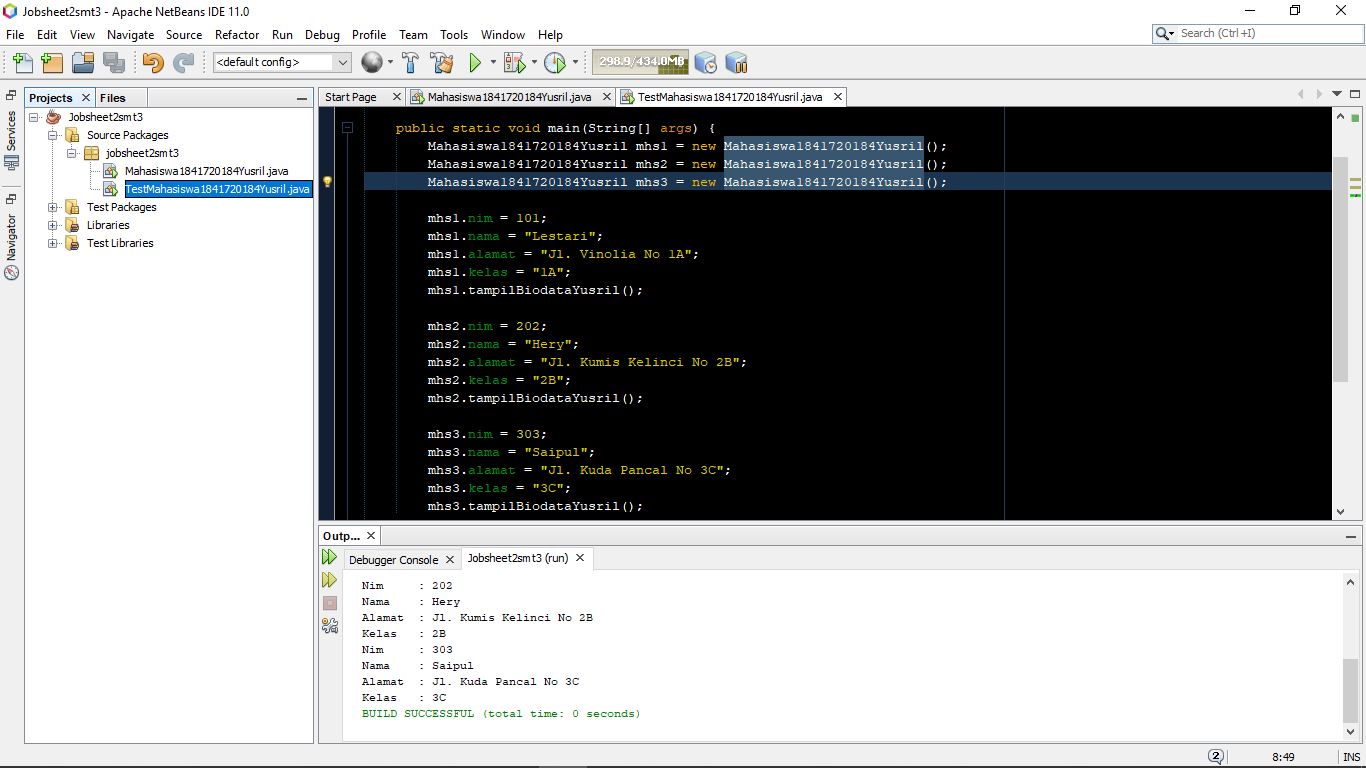 Jobsheet2smt3 - Apache NetBeans IDE 11.0
File Edit View Navigate Source Refactor Run Debug Profile Team Tools Window Help
Search (Ctrl+I)
<default config>
298.9/434.0MB
Projects
Files
Services
Navigator
Jobsheet2smt3
Source Packages
jobsheet2smt3
Mahasiswa1841720184Yusril.java
TestMahasiswa1841720184Yusril.java
Test Packages
Libraries
Test Libraries
Start Page
Mahasiswa1841720184Yusril.java
TestMahasiswa1841720184Yusril.java
public static void main(String[] args) {
Mahasiswa1841720184Yusril mhs1 = new Mahasiswa1841720184Yusril();
Mahasiswa1841720184Yusril mhs2 = new Mahasiswa1841720184Yusril();
Mahasiswa1841720184Yusril mhs3 = new Mahasiswa1841720184Yusril();
mhs1.nim = 101;
mhs1.nama = "Lestari";
mhs1.alamat = "Jl. Vinolia No 1A";
mhs1.kelas = "1A";
mhs1.tampilBiodataYusril();
mhs2.nim = 202;
mhs2.nama = "Hery";
mhs2.alamat = "Jl. Kumis Kelinci No 2B";
mhs2.kelas = "2B";
mhs2.tampilBiodataYusril();
mhs3.nim = 303;
mhs3.nama = "Saipul";
mhs3.alamat = "Jl. Kuda Pancal No 3C";
mhs3.kelas = "3C";
mhs3.tampilBiodataYusril();
Outp...
Debugger Console
Jobsheet2smt3 (run)
Nim : 202
Nama : Hery
Alamat : Jl. Kumis Kelinci No 2B
Kelas : 2B
Nim : 303
Nama : Saipul
Alamat : Jl. Kuda Pancal No 3C
Kelas : 3C
BUILD SUCCESSFUL (total time: 0 seconds)
2
8:49
INS